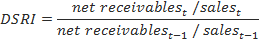 DSRI = net receivables_t / sales_t
net receivables_{t−1} / sales_{t−1}